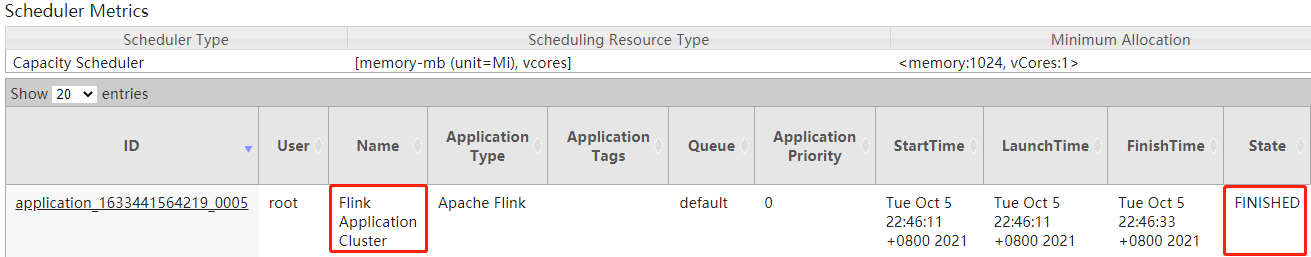 Scheduler Metrics
Scheduler Type Scheduling Resource Type Minimum Allocation
Capacity Scheduler [memory-mb (unit=Mi), vcores] <memory:1024, vCores:1>
Show 20 entries
ID User Name Application Type Application Tags Queue Application Priority StartTime LaunchTime FinishTime State
application_1633441564219_0005 root Flink Apache Flink default 0 Tue Oct 5 Tue Oct 5 Tue Oct 5 FINISHED
Application 22:46:11 22:46:11 22:46:33
Cluster +0800 2021 +0800 2021 +0800 2021